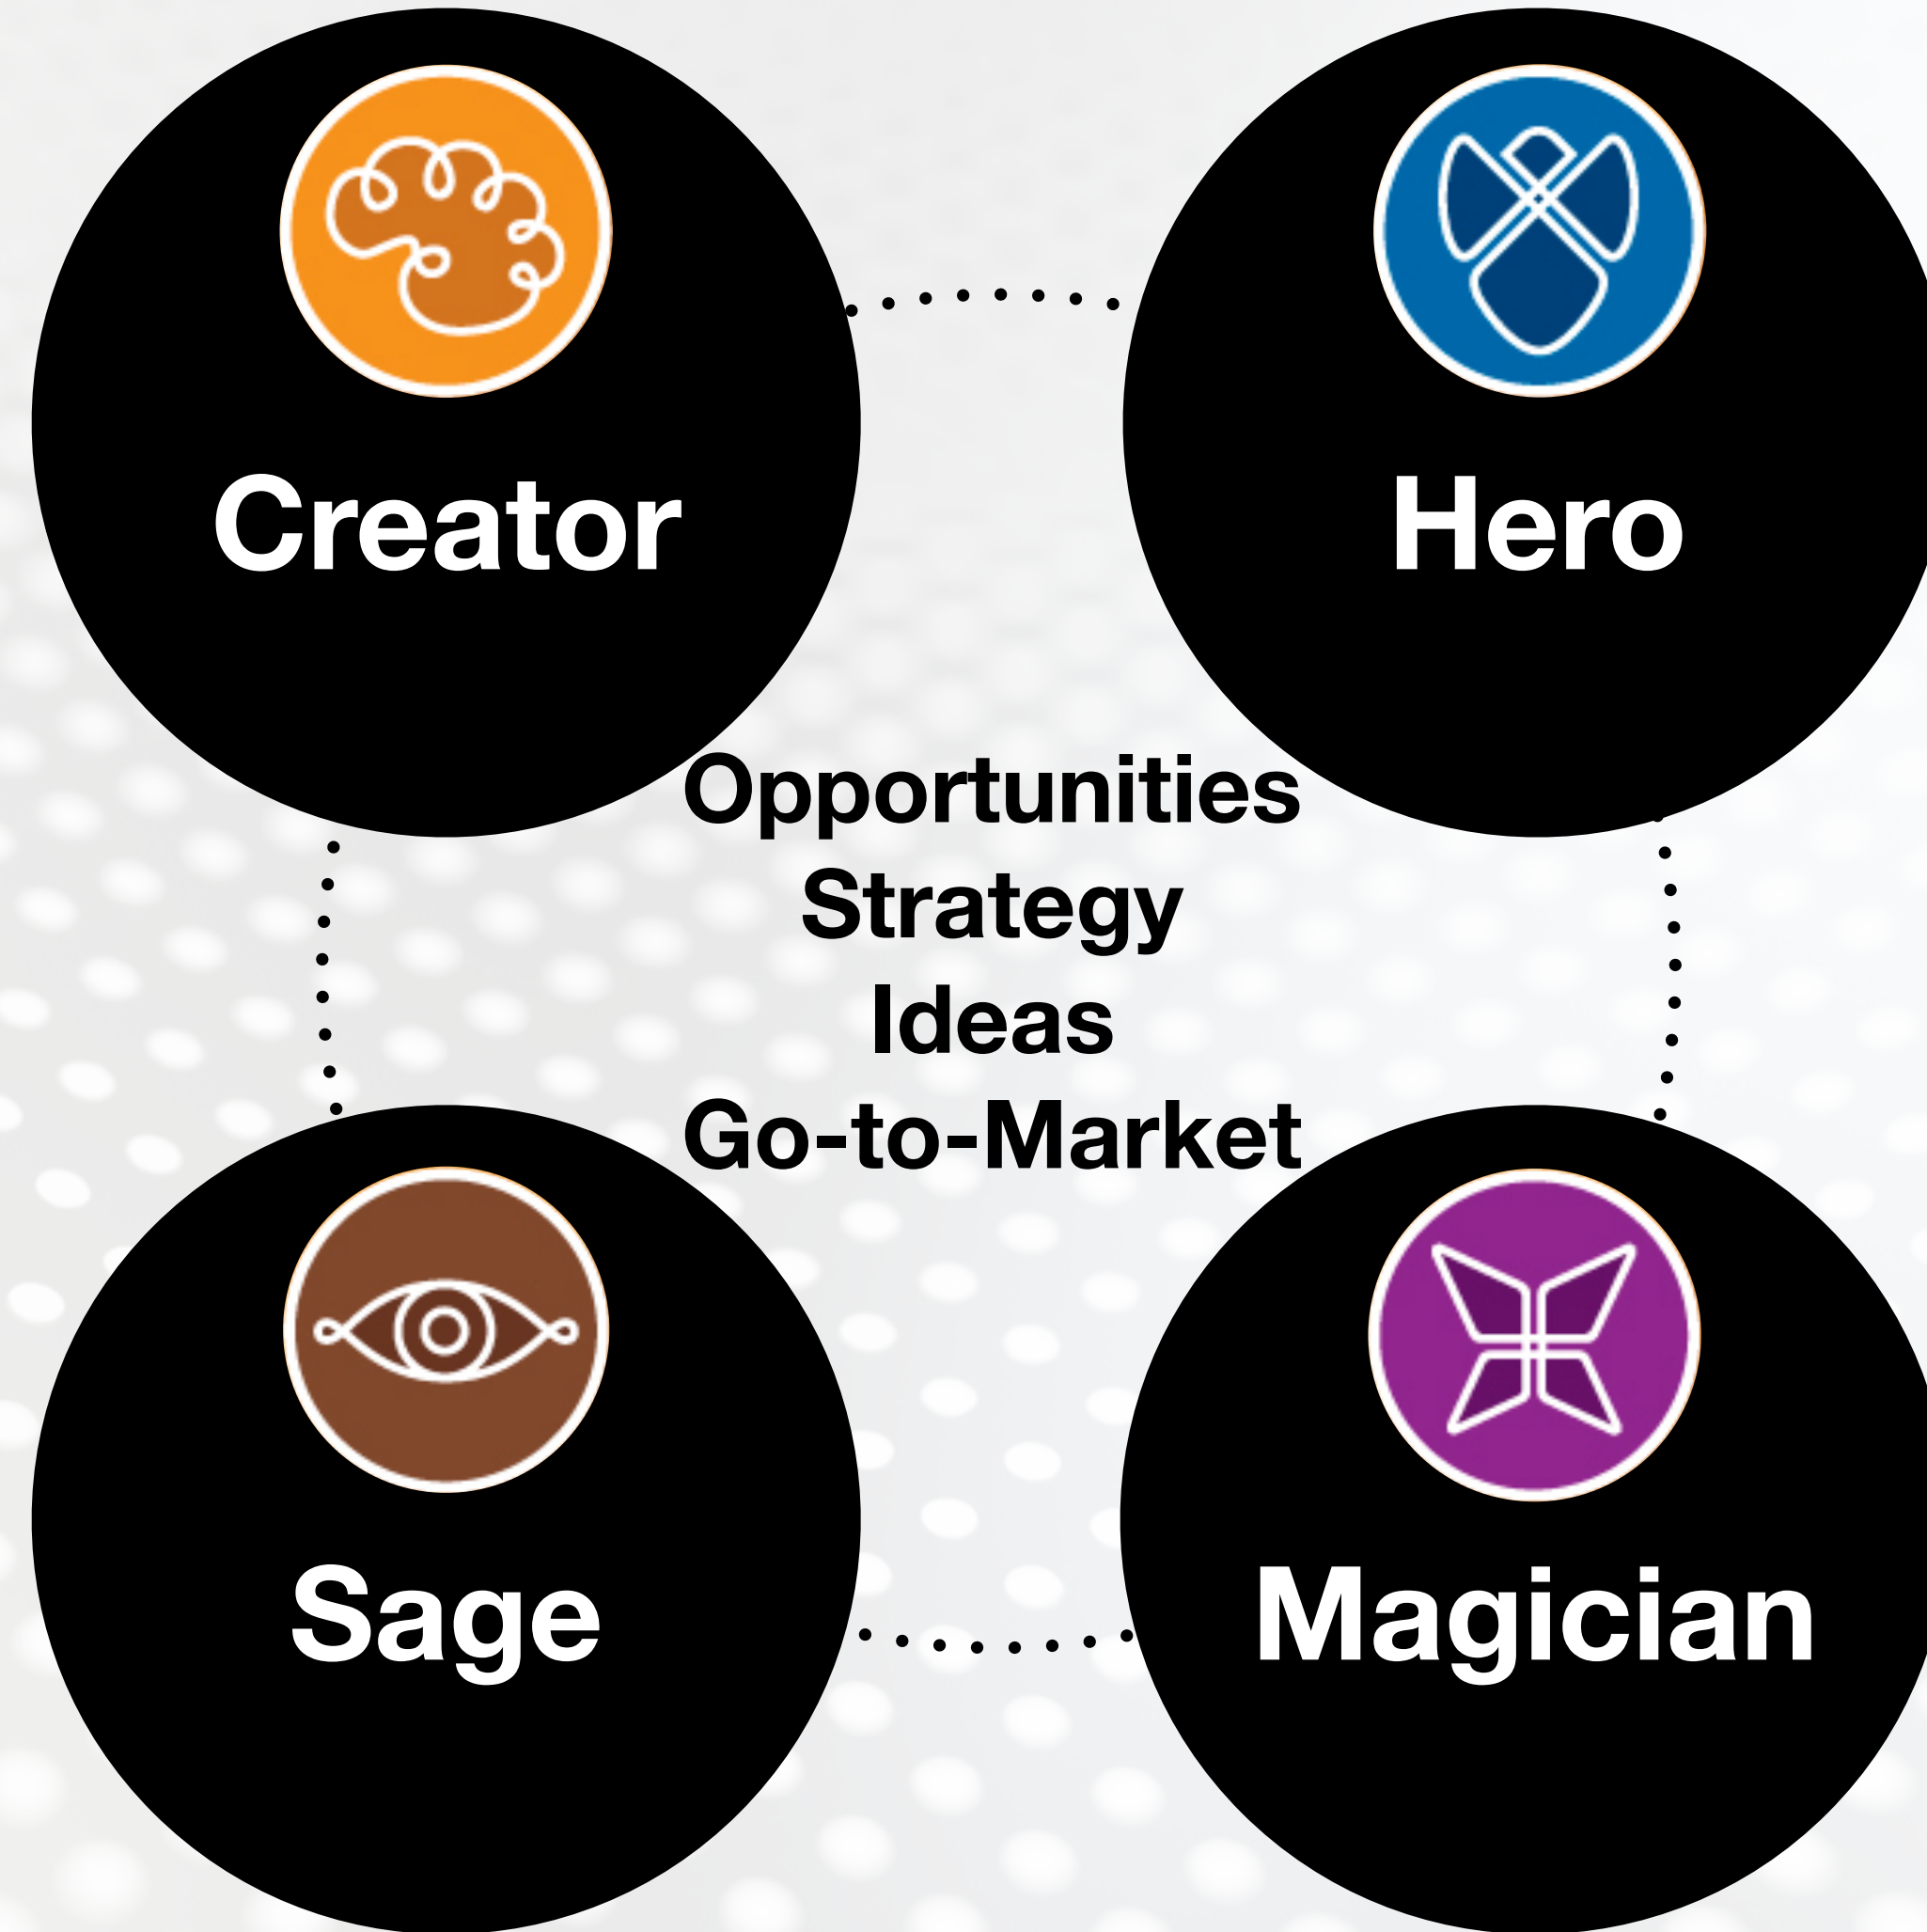 Creator
Hero
Opportunities
Strategy
Ideas
Go-to-Market
Sage
Magician